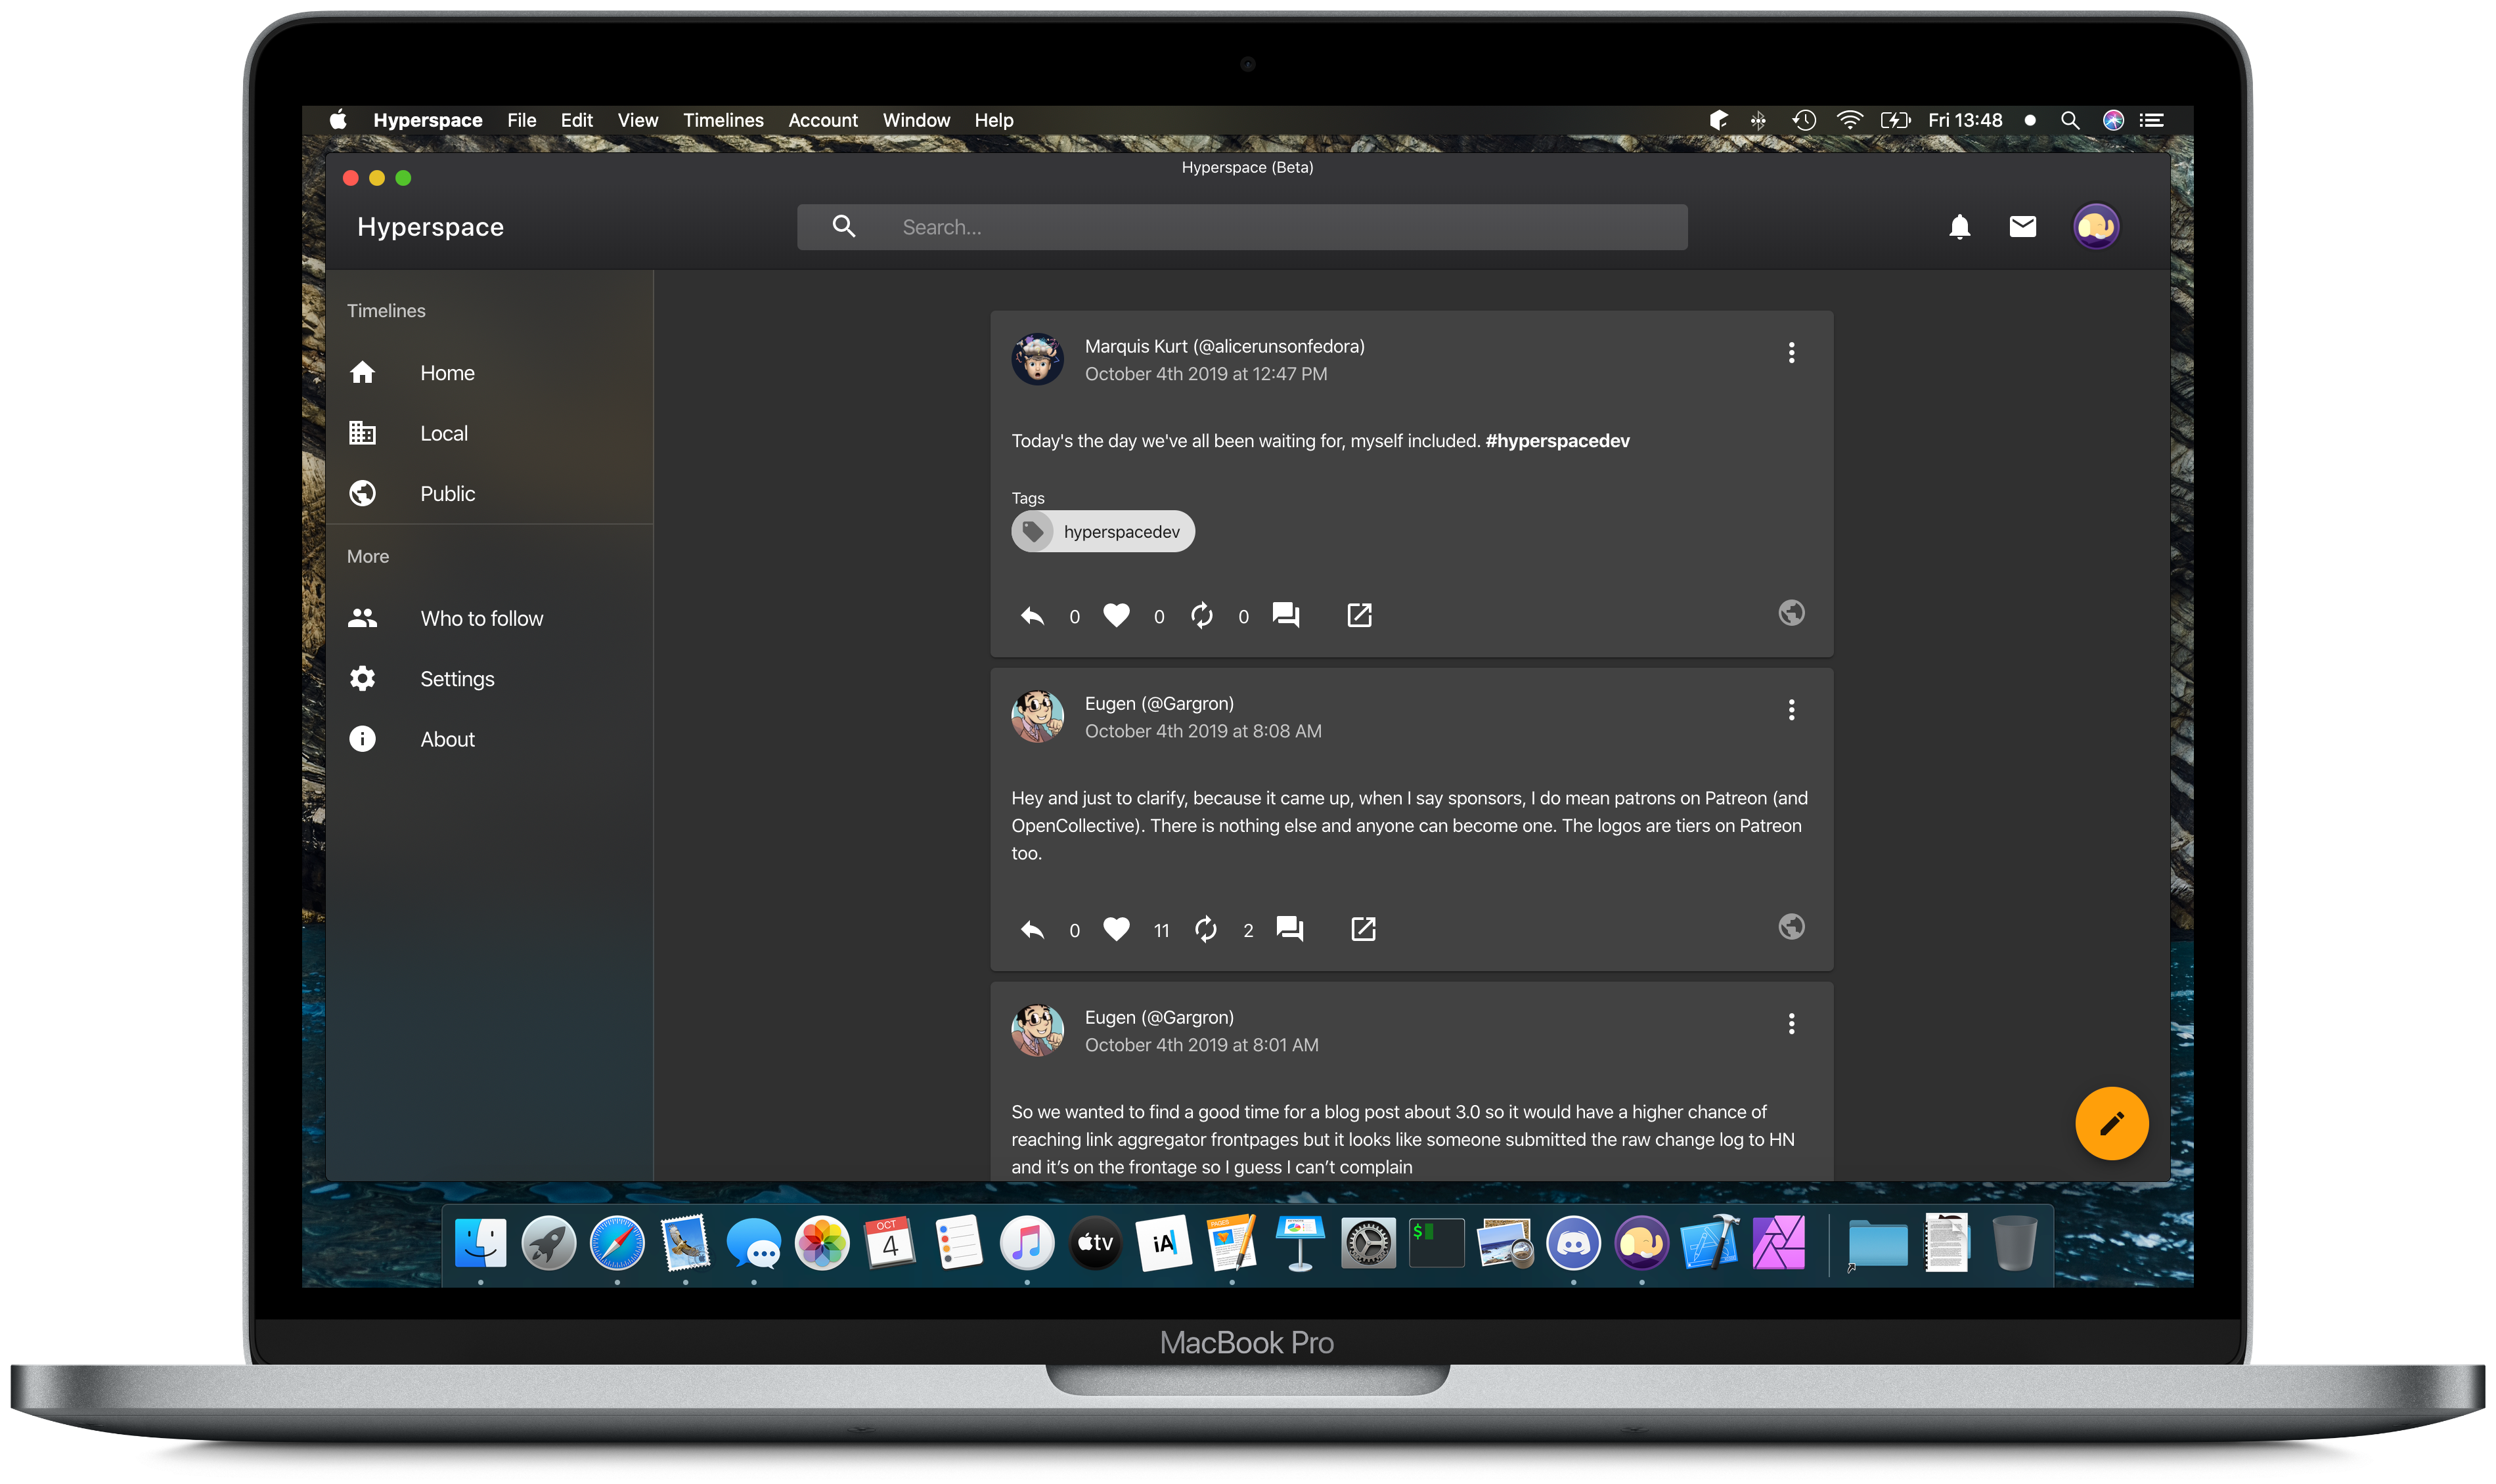 Hyperspace File Edit View Timelines Account Window Help Fri 13:48
Hyperspace (Beta)
Hyperspace Search...
Timelines
Home
Local
Public
More
Who to follow
Settings
About
Marquis Kurt (@alicerunsonfedora)
October 4th 2019 at 12:47 PM
Today's the day we've all been waiting for, myself included. #hyperspacedev
Tags
hyperspacedev
0 0 0
Eugen (@Gargron)
October 4th 2019 at 8:08 AM
Hey and just to clarify, because it came up, when I say sponsors, I do mean patrons on Patreon (and
OpenCollective). There is nothing else and anyone can become one. The logos are tiers on Patreon
too.
0 11 2
Eugen (@Gargron)
October 4th 2019 at 8:01 AM
So we wanted to find a good time for a blog post about 3.0 so it would have a higher chance of
reaching link aggregator frontpages but it looks like someone submitted the raw change log to HN
and it’s on the frontage so I guess I can’t complain
OCT
4
tv
iA
PAGES
$
MacBook Pro